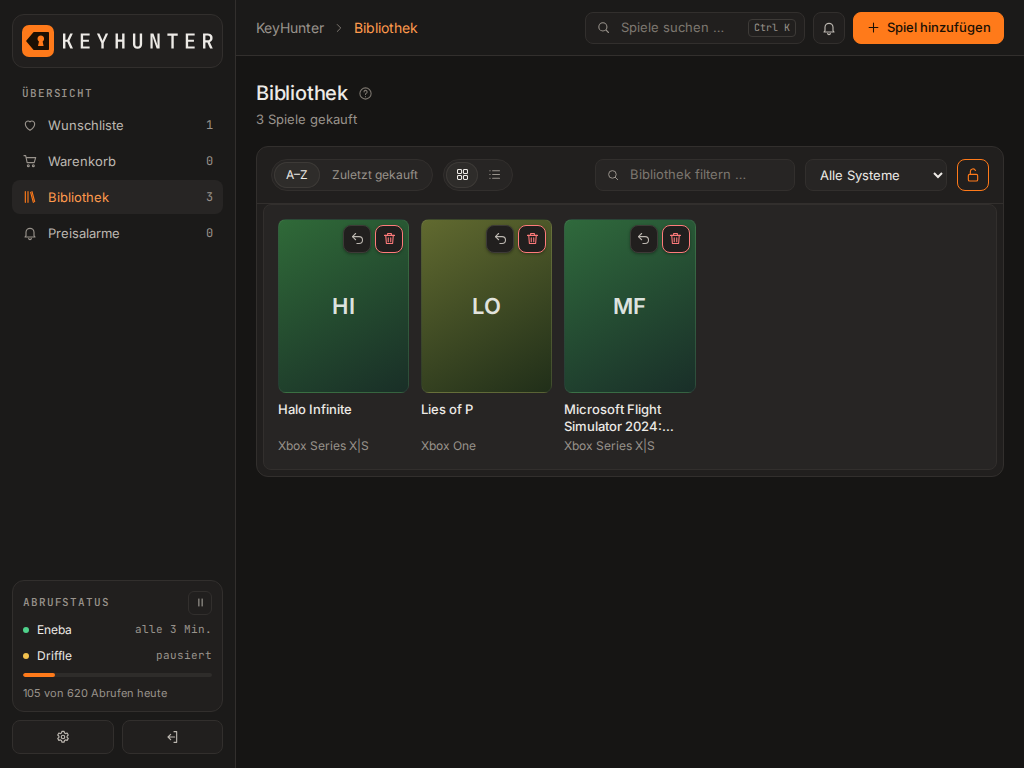 KEYHUNTER
ÜBERSICHT
Wunschliste 1
Warenkorb 0
Bibliothek 3
Preisalarme 0
ABRUFSTATUS
Eneba alle 3 Min.
Driffle pausiert
105 von 620 Abrufen heute
KeyHunter Bibliothek
Spiele suchen ... Ctrl K
Spiel hinzufügen
Bibliothek
3 Spiele gekauft
A–Z Zuletzt gekauft
Bibliothek filtern ...
Alle Systeme
HI
LO
MF
Halo Infinite
Xbox Series X|S
Lies of P
Xbox One
Microsoft Flight
Simulator 2024:...
Xbox Series X|S